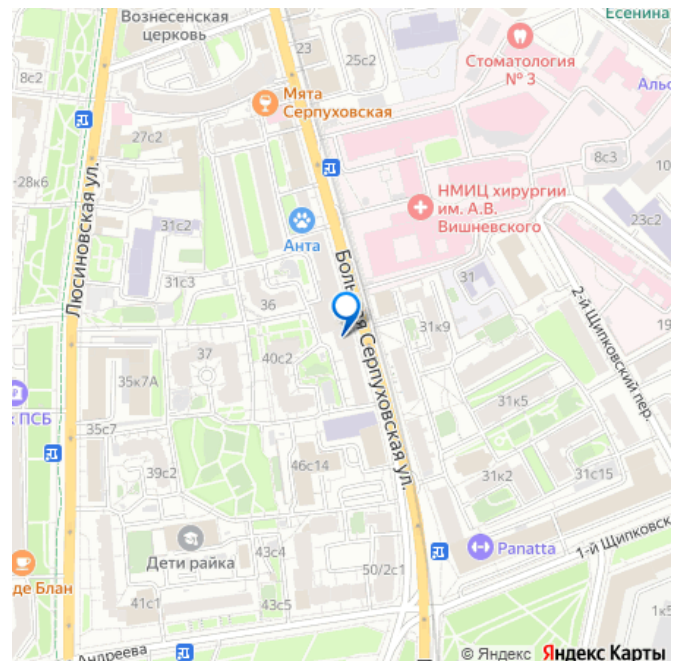 Вознесенская
церковь
Есенина
23
25с2
8с2
Стоматология
№ 3
Мята
Серпуховская
27с2
8с3
10
-28к6
НМИЦ хирургии
им. А.В.
Вишневского
23с2
Люсиновская ул.
31с2
Анта
31с3
31
36
Большая Серпуховская ул.
31к9
2-й Щипковский пер.
19
37
40с2
35к7А
к ПСБ
31к5
35с7
39с2
46с14
31к2
31с15
Panatta
1-й Щипковск
Дети райка
43с4
де Блан
50/2с1
41с1
43с5
1к5
Андреева
© Яндекс Яндекс Карты